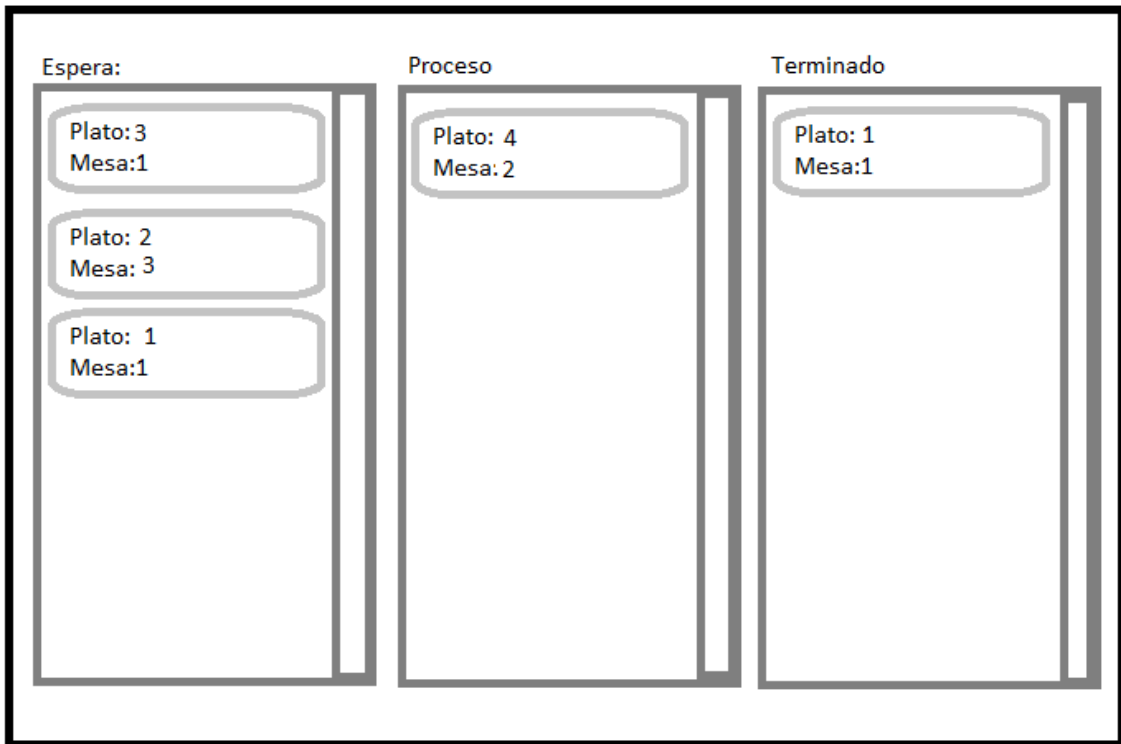 Espera:
Plato: 3
Mesa:1
Plato: 2
Mesa: 3
Plato: 1
Mesa:1
Proceso
Plato: 4
Mesa: 2
Terminado
Plato: 1
Mesa:1